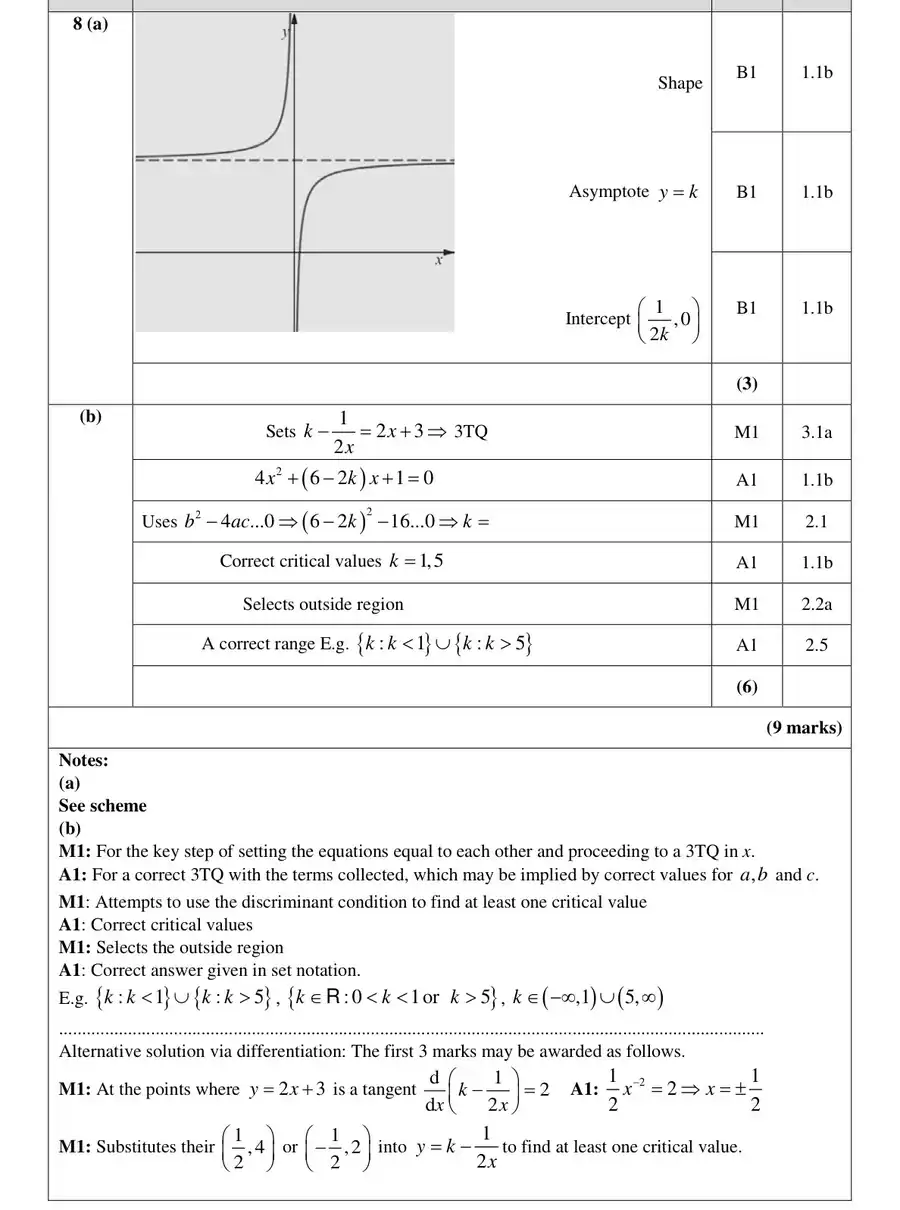 8 (a)
y
x
Shape B1 1.1b
Asymptote y = k B1 1.1b
Intercept (1/2k, 0) B1 1.1b
(3)
(b) Sets k − 1/2x = 2x + 3 ⇒ 3TQ M1 3.1a
4x² + (6 − 2k)x + 1 = 0 A1 1.1b
Uses b² − 4ac...0 ⇒ (6 − 2k)² − 16...0 ⇒ k = M1 2.1
Correct critical values k = 1, 5 A1 1.1b
Selects outside region M1 2.2a
A correct range E.g. {k : k < 1} ∪ {k : k > 5} A1 2.5
(6)
(9 marks)
Notes:
(a)
See scheme
(b)
M1: For the key step of setting the equations equal to each other and proceeding to a 3TQ in x.
A1: For a correct 3TQ with the terms collected, which may be implied by correct values for a, b and c.
M1: Attempts to use the discriminant condition to find at least one critical value
A1: Correct critical values
M1: Selects the outside region
A1: Correct answer given in set notation.
E.g. {k : k < 1} ∪ {k : k > 5} , {k ∈ R : 0 < k < 1 or k > 5} , k ∈ (−∞, 1) ∪ (5, ∞)
Alternative solution via differentiation: The first 3 marks may be awarded as follows.
M1: At the points where y = 2x + 3 is a tangent d/dx (k − 1/2x) = 2 A1: 1/2 x⁻² = 2 ⇒ x = ± 1/2
M1: Substitutes their (1/2, 4) or (−1/2, 2) into y = k − 1/2x to find at least one critical value.